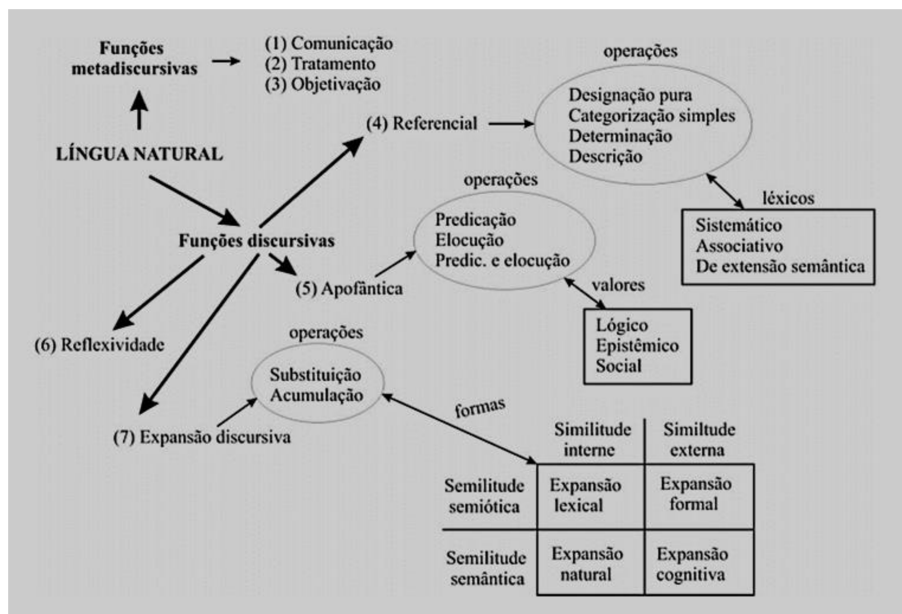 Funções
metadiscursivas
(1) Comunicação
(2) Tratamento
(3) Objetivação
LÍNGUA NATURAL
operações
(4) Referencial
Designação pura
Categorização simples
Determinação
Descrição
léxicos
Sistemático
Associativo
De extensão semântica
Funções discursivas
operações
Predicação
Elocução
Predic. e elocução
(5) Apofântica
valores
Lógico
Epistêmico
Social
(6) Reflexividade
operações
Substituição
Acumulação
(7) Expansão discursiva
formas
Similitude
interne
Similtude
externa
Semilitude
semiótica
Expansão
lexical
Expansão
formal
Semilitude
semântica
Expansão
natural
Expansão
cognitiva